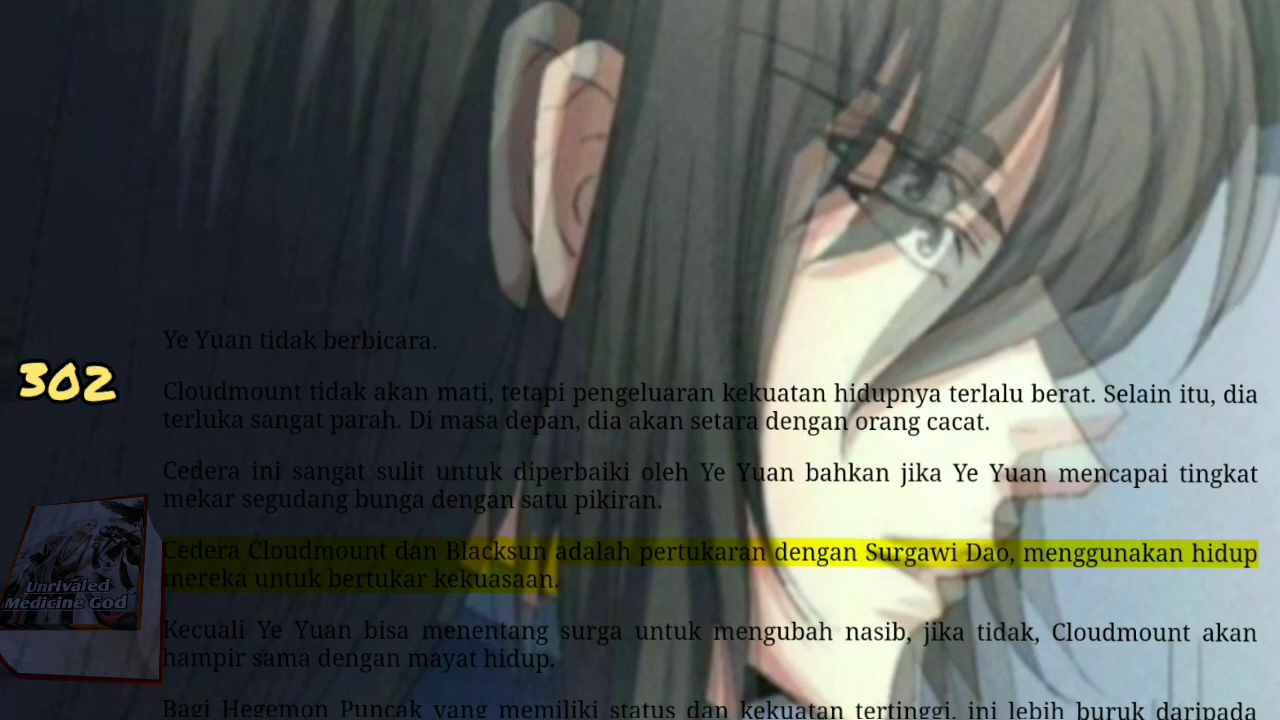 Ye Yuan tidak berbicara.
302
Cloudmount tidak akan mati, tetapi pengeluaran kekuatan hidupnya terlalu berat. Selain itu, dia
terluka sangat parah. Di masa depan, dia akan setara dengan orang cacat.
Cedera ini sangat sulit untuk diperbaiki oleh Ye Yuan bahkan jika Ye Yuan mencapai tingkat
mekar segudang bunga dengan satu pikiran.
Cedera Cloudmount dan Blacksun adalah pertukaran dengan Surgawi Dao, menggunakan hidup
mereka untuk bertukar kekuasaan.
Unrivaled
Medicine God
Kecuali Ye Yuan bisa menentang surga untuk mengubah nasib, jika tidak, Cloudmount akan
hampir sama dengan mayat hidup.
Bagi Hegemon Puncak yang memiliki status dan kekuatan tertinggi, ini lebih buruk daripada